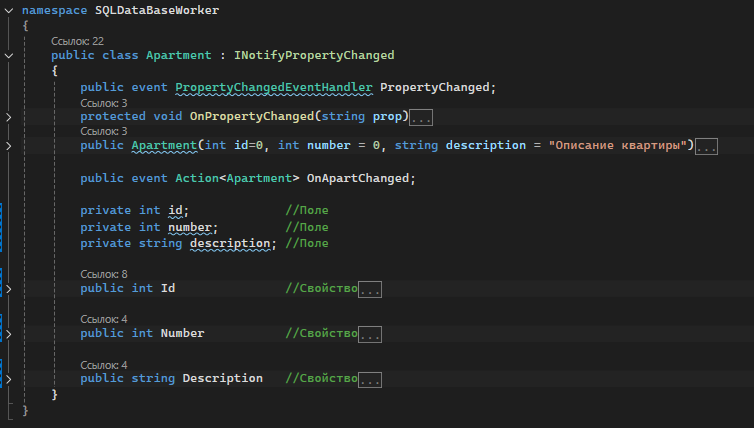 namespace SQLDataBaseWorker
{
Ссылок: 22
public class Apartment : INotifyPropertyChanged
{
public event PropertyChangedEventHandler PropertyChanged;
Ссылок: 3
protected void OnPropertyChanged(string prop)...
Ссылок: 3
public Apartment(int id=0, int number = 0, string description = "Описание квартиры")...
public event Action<Apartment> OnApartChanged;
private int id; //Поле
private int number; //Поле
private string description; //Поле
Ссылок: 8
public int Id //Свойство...
Ссылок: 4
public int Number //Свойство...
Ссылок: 4
public string Description //Свойство...
}
}